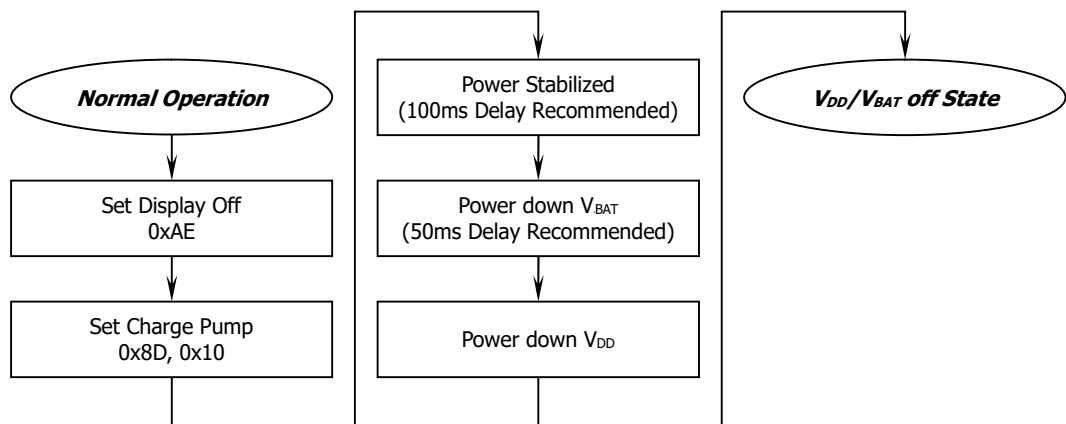 Normal Operation
Set Display Off
0xAE
Set Charge Pump
0x8D, 0x10
Power Stabilized
(100ms Delay Recommended)
Power down VBAT
(50ms Delay Recommended)
Power down VDD
VDD/VBAT off State